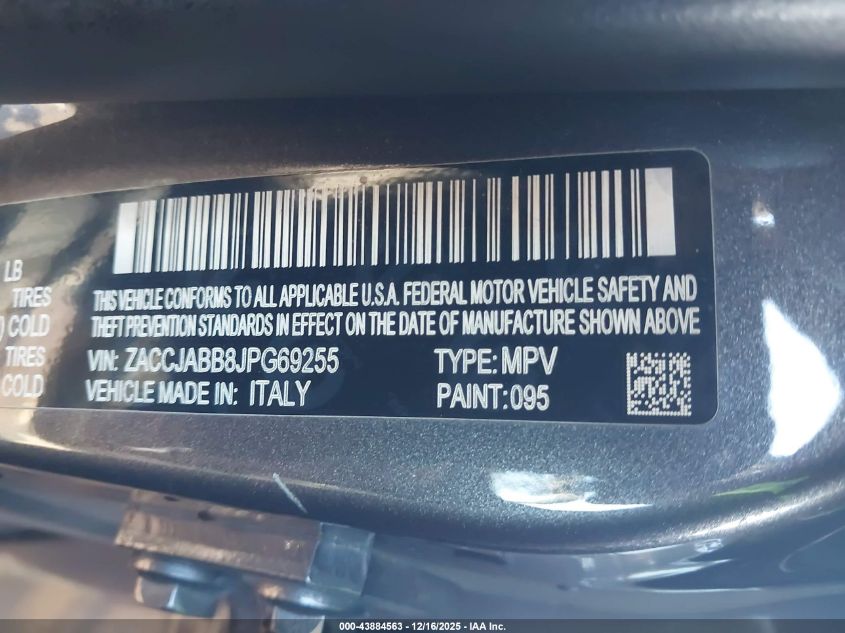 LB
TIRES
) COLD
TIRES
COLD
THIS VEHICLE CONFORMS TO ALL APPLICABLE U.S.A. FEDERAL MOTOR VEHICLE SAFETY AND
THEFT PREVENTION STANDARDS IN EFFECT ON THE DATE OF MANUFACTURE SHOWN ABOVE
VIN: ZACCJABB8JPG69255 TYPE: MPV
VEHICLE MADE IN: ITALY PAINT: 095
000-43884563 - 12/16/2025 - IAA Inc.